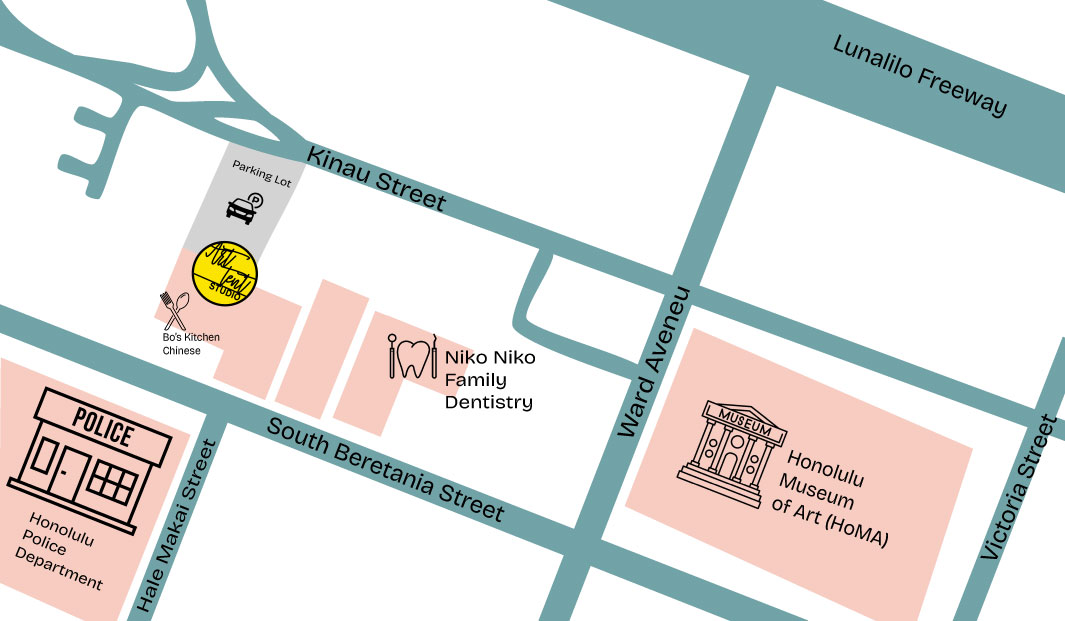 Lunalilo Freeway
Kinau Street
Parking Lot
P
Art
Tent
STUDIO
Bo's Kitchen
Chinese
Niko Niko
Family
Dentistry
Ward Aveneu
South Beretania Street
POLICE
Honolulu
Police
Department
Hale Makai Street
MUSEUM
Honolulu
Museum
of Art (HoMA)
Victoria Street